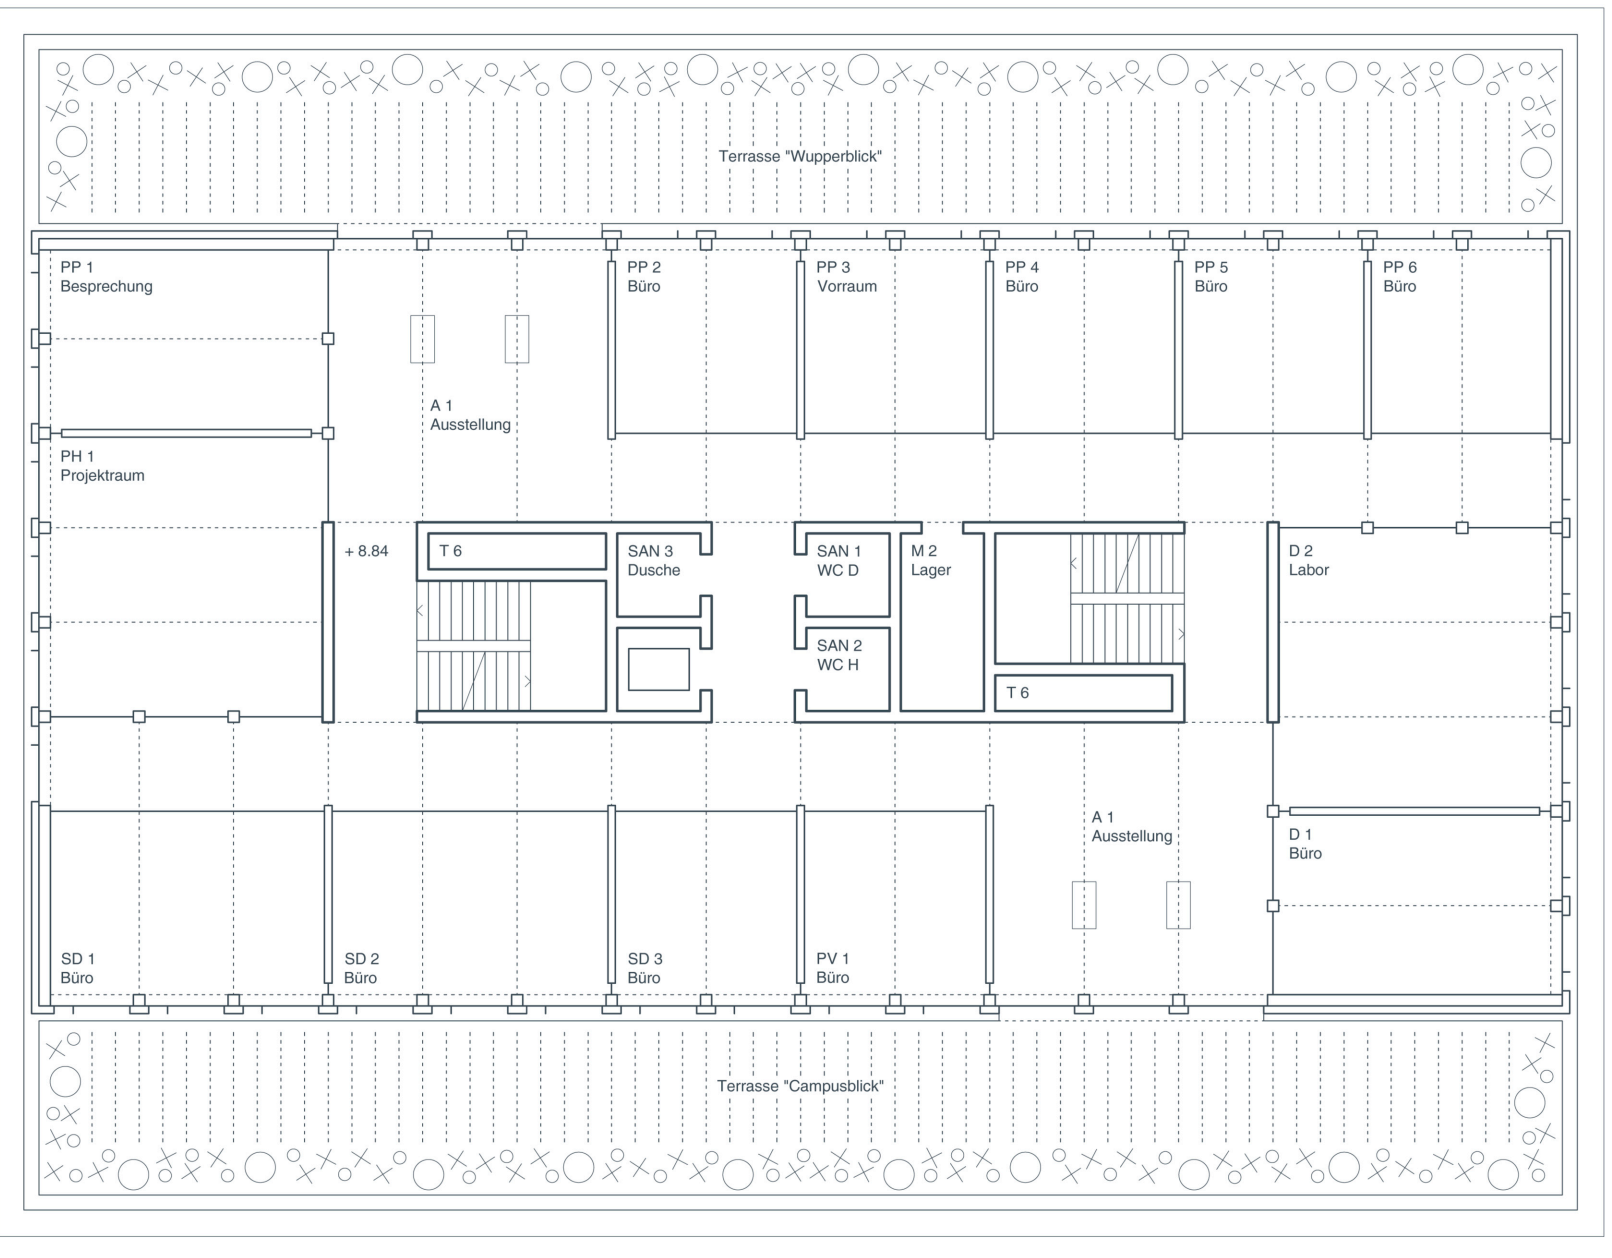 Terrasse "Wupperblick"
PP 1
Besprechung
PP 2
Büro
PP 3
Vorraum
PP 4
Büro
PP 5
Büro
PP 6
Büro
A 1
Ausstellung
PH 1
Projektraum
+ 8.84
T 6
SAN 3
Dusche
SAN 1
WC D
M 2
Lager
D 2
Labor
SAN 2
WC H
T 6
A 1
Ausstellung
D 1
Büro
SD 1
Büro
SD 2
Büro
SD 3
Büro
PV 1
Büro
Terrasse "Campusblick"